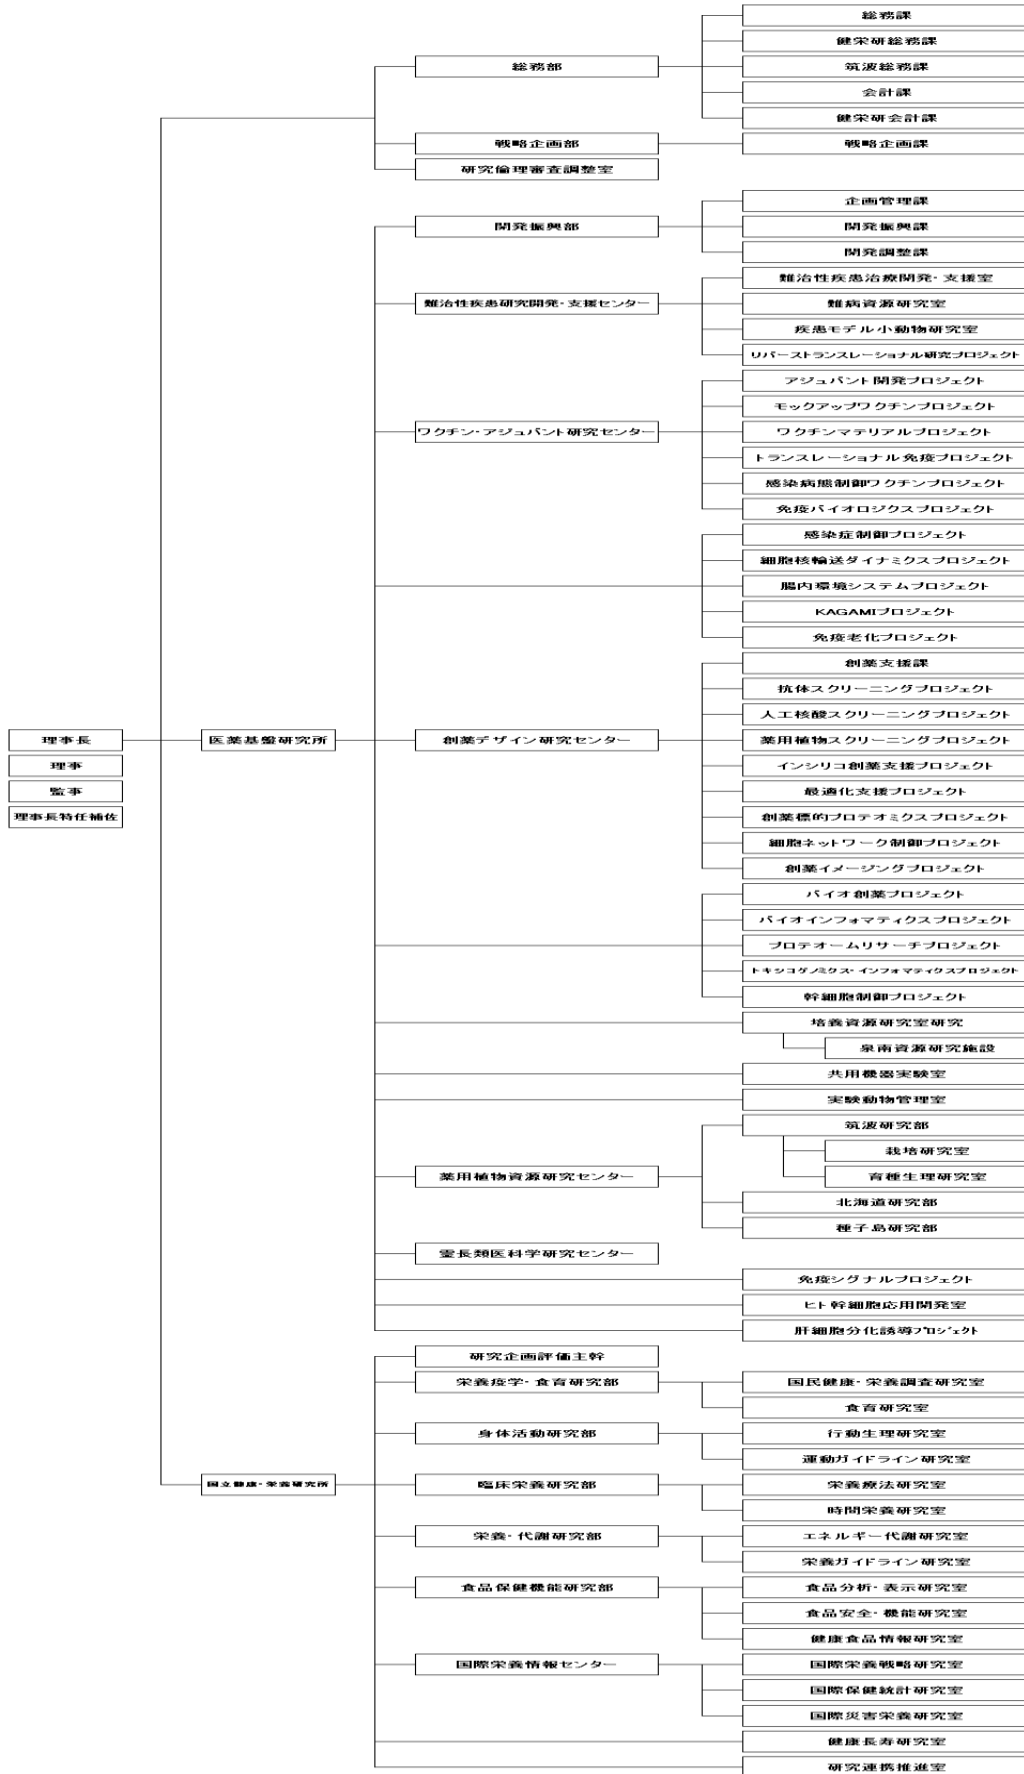 総務課
健栄研総務課
総務部
筑波総務課
会計課
健栄研会計課
戦略企画部
戦略企画課
研究倫理審査調整室
企画管理課
開発振興部
開発振興課
開発調整課
難治性疾患治療開発・支援室
難治性疾患研究開発・支援センター
難病資源研究室
疾患モデル小動物研究室
リバーストランスレーショナル研究プロジェクト
アジュバント開発プロジェクト
モックアップワクチンプロジェクト
ワクチン・アジュバント研究センター
ワクチンマテリアルプロジェクト
トランスレーショナル免疫プロジェクト
感染病態制御ワクチンプロジェクト
免疫バイオロジクスプロジェクト
感染症制御プロジェクト
細胞核輸送ダイナミクスプロジェクト
腸内環境システムプロジェクト
KAGAMIプロジェクト
免疫老化プロジェクト
創薬支援課
抗体スクリーニングプロジェクト
人工核酸スクリーニングプロジェクト
理事長
医薬基盤研究所
創薬デザイン研究センター
薬用植物スクリーニングプロジェクト
理事
インシリコ創薬支援プロジェクト
監事
最適化支援プロジェクト
理事長特任補佐
創薬標的プロテオミクスプロジェクト
細胞ネットワーク制御プロジェクト
創薬イメージングプロジェクト
バイオ創薬プロジェクト
バイオインフォマティクスプロジェクト
プロテオームリサーチプロジェクト
トキシコゲノミクス・インフォマティクスプロジェクト
幹細胞制御プロジェクト
培養資源研究室研究
泉南資源研究施設
共用機器実験室
実験動物管理室
筑波研究部
栽培研究室
薬用植物資源研究センター
育種生理研究室
北海道研究部
種子島研究部
霊長類医科学研究センター
免疫シグナルプロジェクト
ヒト幹細胞応用開発室
肝細胞分化誘導プロジェクト
研究企画評価主幹
栄養疫学・食育研究部
国民健康・栄養調査研究室
食育研究室
身体活動研究部
行動生理研究室
運動ガイドライン研究室
国立健康・栄養研究所
臨床栄養研究部
栄養療法研究室
時間栄養研究室
栄養・代謝研究部
エネルギー代謝研究室
栄養ガイドライン研究室
食品保健機能研究部
食品分析・表示研究室
食品安全・機能研究室
健康食品情報研究室
国際栄養情報センター
国際栄養戦略研究室
国際保健統計研究室
国際災害栄養研究室
健康長寿研究室
研究連携推進室